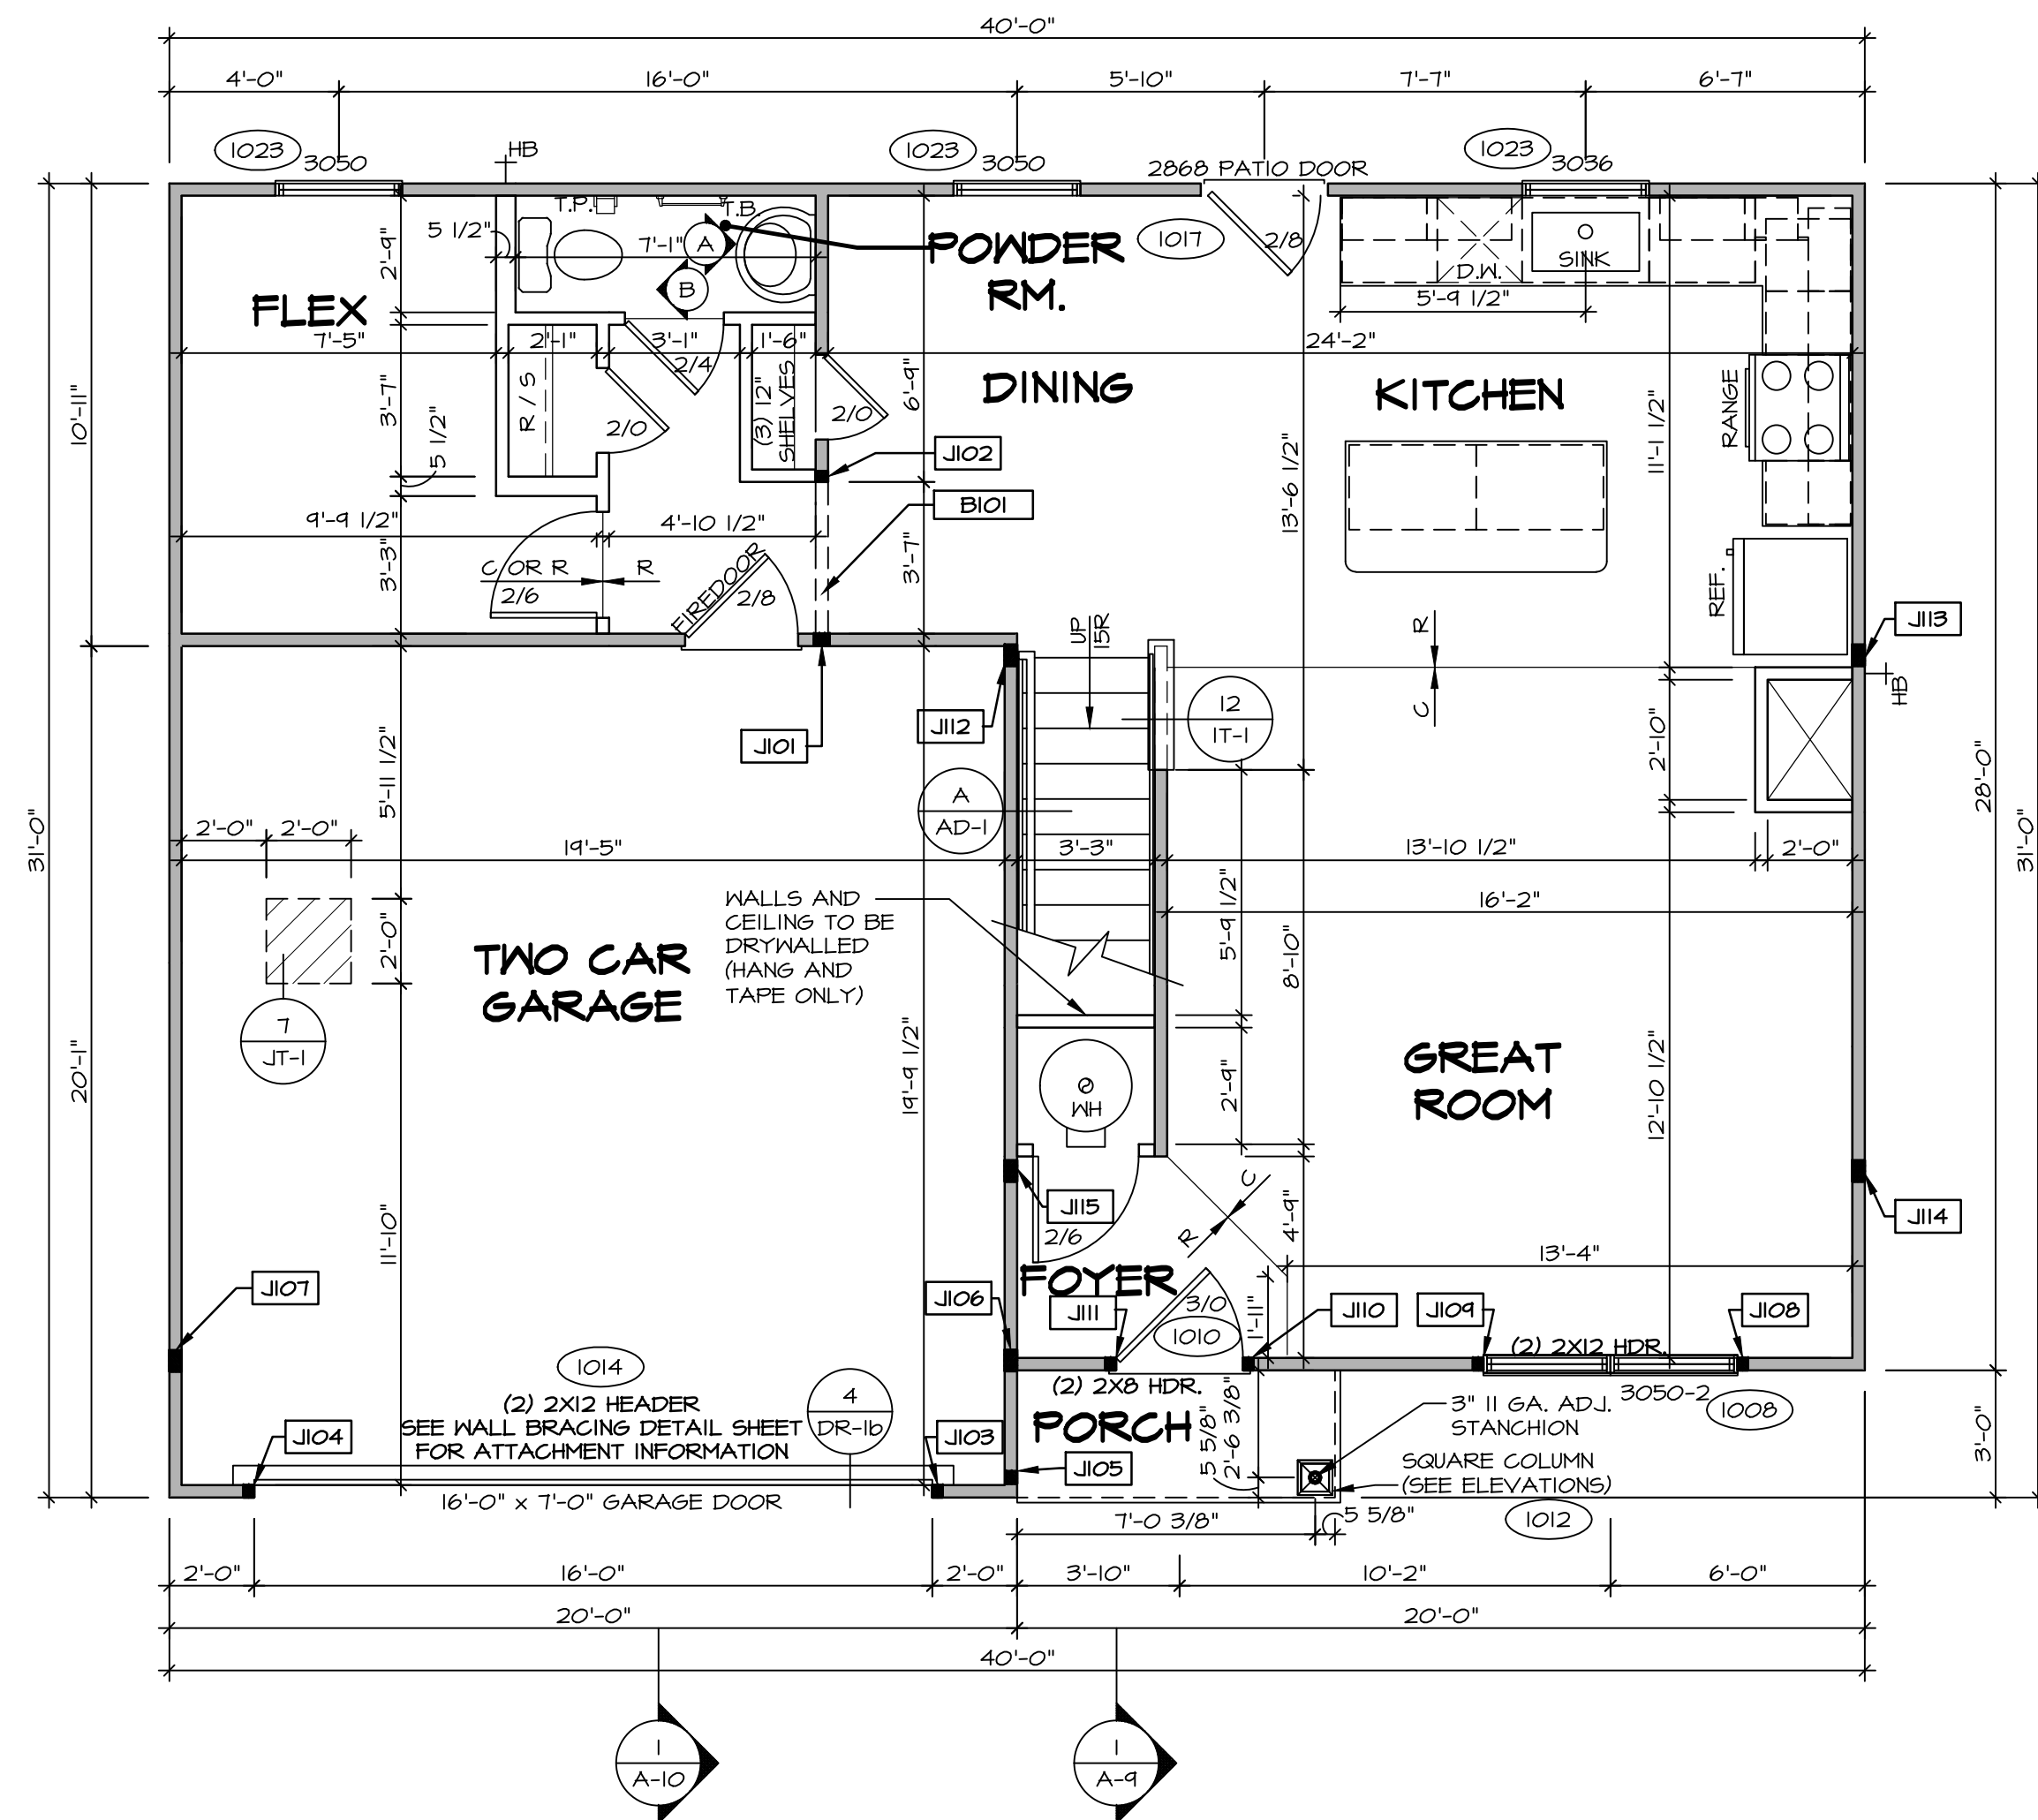 40'-0"
4'-0"
16'-0"
5'-10"
7'-7"
6'-7"
1023
3050
HB
1023
3050
2868 PATIO DOOR
1023
3036
T.P.
T.B.
5 1/2"
2'-9"
7'-1"
A
B
POWDER
RM.
1017
2/8
D.W.
SINK
5'-9 1/2"
FLEX
7'-5"
2'-1"
3'-1"
1'-6"
24'-2"
2/4
R / S
2/0
(3) 12"
SHELVES
2/0
6'-9"
DINING
KITCHEN
RANGE
10'-11"
3'-7"
5 1/2"
J102
B101
13'-6 1/2"
11'-1 1/2"
9'-9 1/2"
4'-10 1/2"
3'-3"
C OR R
R
2/6
FIREDOOR
2/8
3'-7"
REF.
J113
HB
UP
15R
R
C
J101
J112
12
1T-1
A
AD-1
5'-11 1/2"
2'-10"
28'-0"
31'-0"
31'-0"
2'-0"
2'-0"
19'-5"
3'-3"
13'-10 1/2"
2'-0"
16'-2"
2'-0"
WALLS AND
CEILING TO BE
DRYWALLED
(HANG AND
TAPE ONLY)
TWO CAR
GARAGE
5'-9 1/2"
8'-10"
7
JT-1
20'-1"
19'-9 1/2"
WH
2'-9"
GREAT
ROOM
12'-10 1/2"
11'-10"
J115
2/6
C
R
4'-9"
J114
13'-4"
FOYER
J107
J106
J111
3/0
1010
1'-11"
J110
J109
J108
(2) 2X12 HDR.
1014
(2) 2X12 HEADER
SEE WALL BRACING DETAIL SHEET
FOR ATTACHMENT INFORMATION
4
DR-1b
J104
J103
J105
(2) 2X8 HDR.
PORCH
5 5/8"
2'-6 3/8"
3050-2
1008
3" 11 GA. ADJ.
STANCHION
SQUARE COLUMN
(SEE ELEVATIONS)
1012
3'-0"
16'-0" x 7'-0" GARAGE DOOR
7'-0 3/8"
5 5/8"
2'-0"
16'-0"
2'-0"
3'-10"
10'-2"
6'-0"
20'-0"
20'-0"
40'-0"
1
A-10
1
A-9